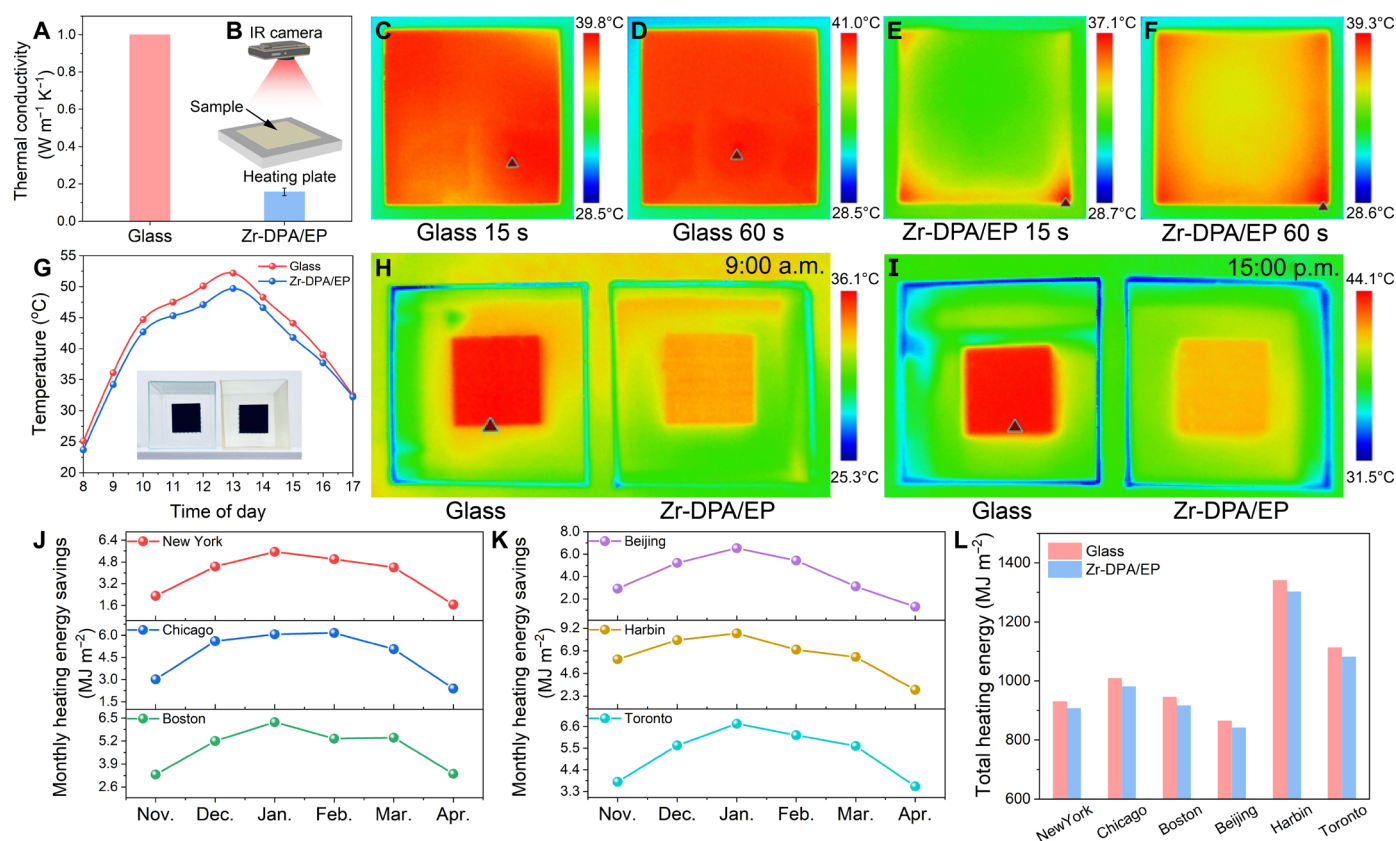 A
Thermal conductivity
(W m⁻¹ K⁻¹)
1.0
0.8
0.6
0.4
0.2
0.0
Glass
Zr-DPA/EP
B
IR camera
Sample
Heating plate
C
39.8°C
28.5°C
Glass 15 s
D
41.0°C
28.5°C
Glass 60 s
E
37.1°C
28.7°C
Zr-DPA/EP 15 s
F
39.3°C
28.6°C
Zr-DPA/EP 60 s
G
Temperature (°C)
55
50
45
40
35
30
25
20
Glass
Zr-DPA/EP
8 9 10 11 12 13 14 15 16 17
Time of day
H
9:00 a.m.
36.1°C
25.3°C
Glass
Zr-DPA/EP
I
15:00 p.m.
44.1°C
31.5°C
Glass
Zr-DPA/EP
J
Monthly heating energy savings
(MJ m⁻²)
New York
6.4
4.8
3.2
1.6
Chicago
6.0
4.5
3.0
1.5
Boston
6.5
5.2
3.9
2.6
Nov. Dec. Jan. Feb. Mar. Apr.
K
Monthly heating energy savings
(MJ m⁻²)
Beijing
8.0
6.0
4.0
2.0
Harbin
9.2
6.9
4.6
2.3
Toronto
6.6
5.5
4.4
3.3
Nov. Dec. Jan. Feb. Mar. Apr.
L
Total heating energy (MJ m⁻²)
1400
1200
1000
800
600
Glass
Zr-DPA/EP
NewYork
Chicago
Boston
Beijing
Harbin
Toronto